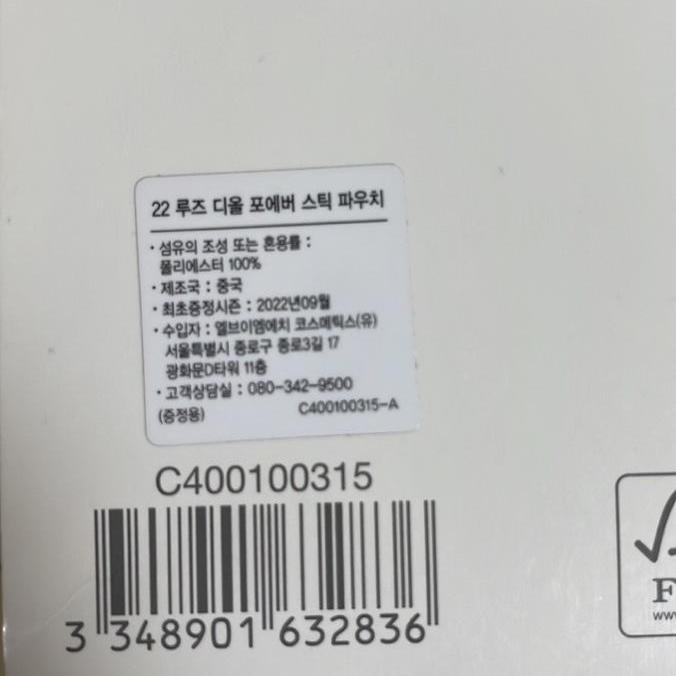 22 루즈 디올 포에버 스틱 파우치
· 섬유의 조성 또는 혼용률 :
폴리에스터 100%
· 제조국 : 중국
· 최초증정시즌 : 2022년09월
· 수입자 : 엘브이엠에치 코스메틱스(유)
서울특별시 종로구 종로3길 17
광화문D타워 11층
· 고객상담실 : 080-342-9500
(증정용) C400100315-A
C400100315
3 348901 632836
F
www